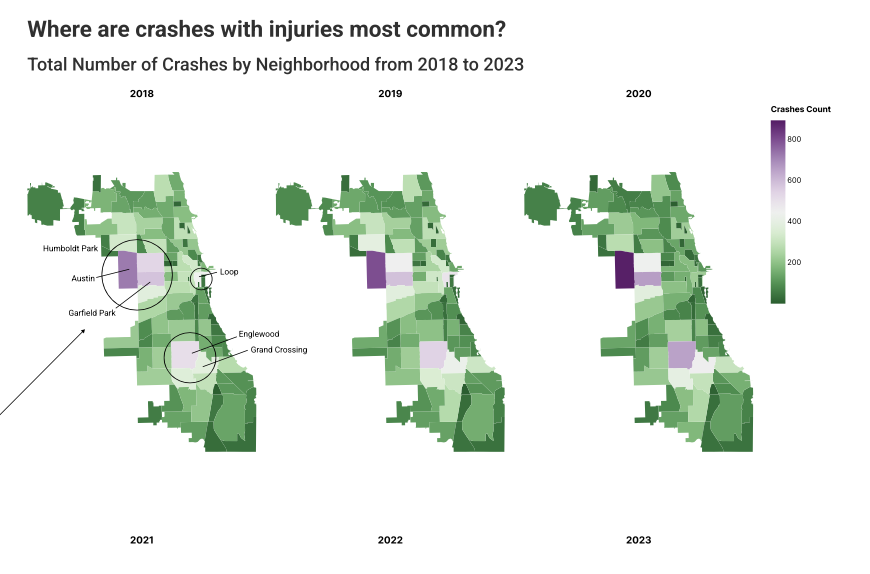 Where are crashes with injuries most common?
Total Number of Crashes by Neighborhood from 2018 to 2023
2018
2019
2020
Crashes Count
800
600
400
200
Humboldt Park
Austin
Loop
Garfield Park
Englewood
Grand Crossing
2021
2022
2023